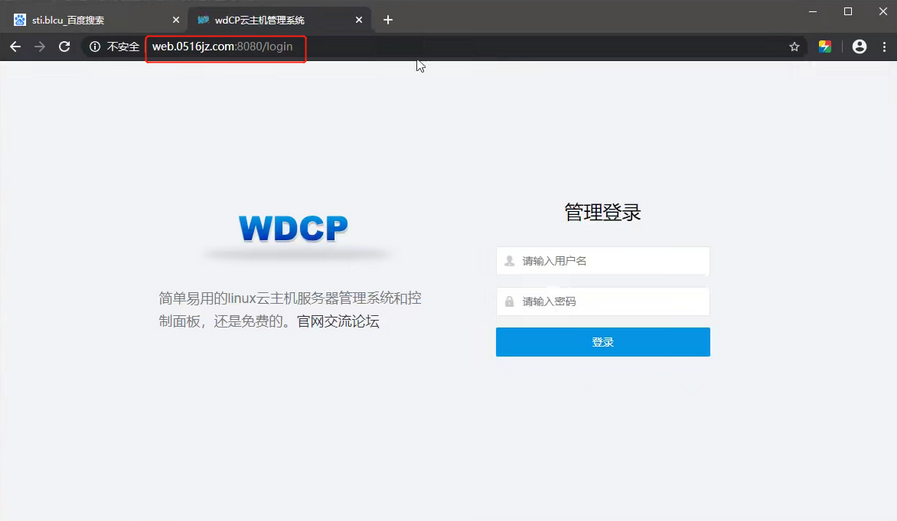 sti.blcu_百度搜索
wdCP云主机管理系统
不安全
web.0516jz.com:8080/login
WDCP
简单易用的linux云主机服务器管理系统和控
制面板，还是免费的。官网交流论坛
管理登录
请输入用户名
请输入密码
登录